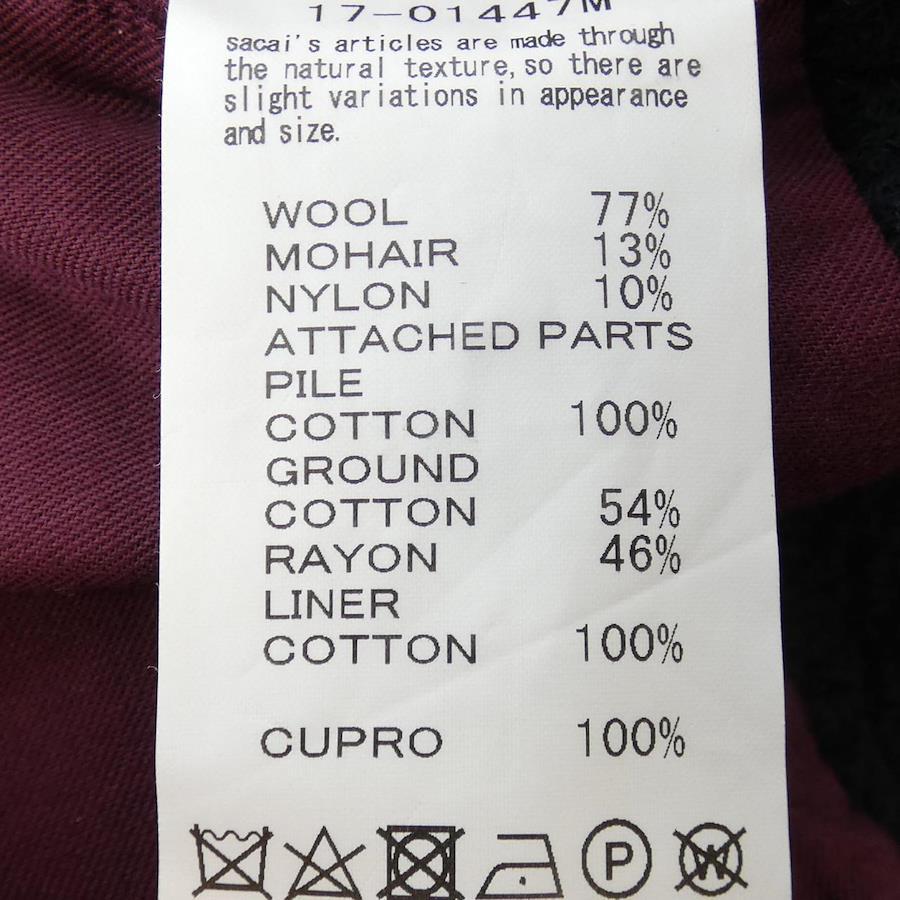 17-01447M
sacai's articles are made through
the natural texture, so there are
slight variations in appearance
and size.
WOOL 77%
MOHAIR 13%
NYLON 10%
ATTACHED PARTS
PILE
COTTON 100%
GROUND
COTTON 54%
RAYON 46%
LINER
COTTON 100%
CUPRO 100%
P W